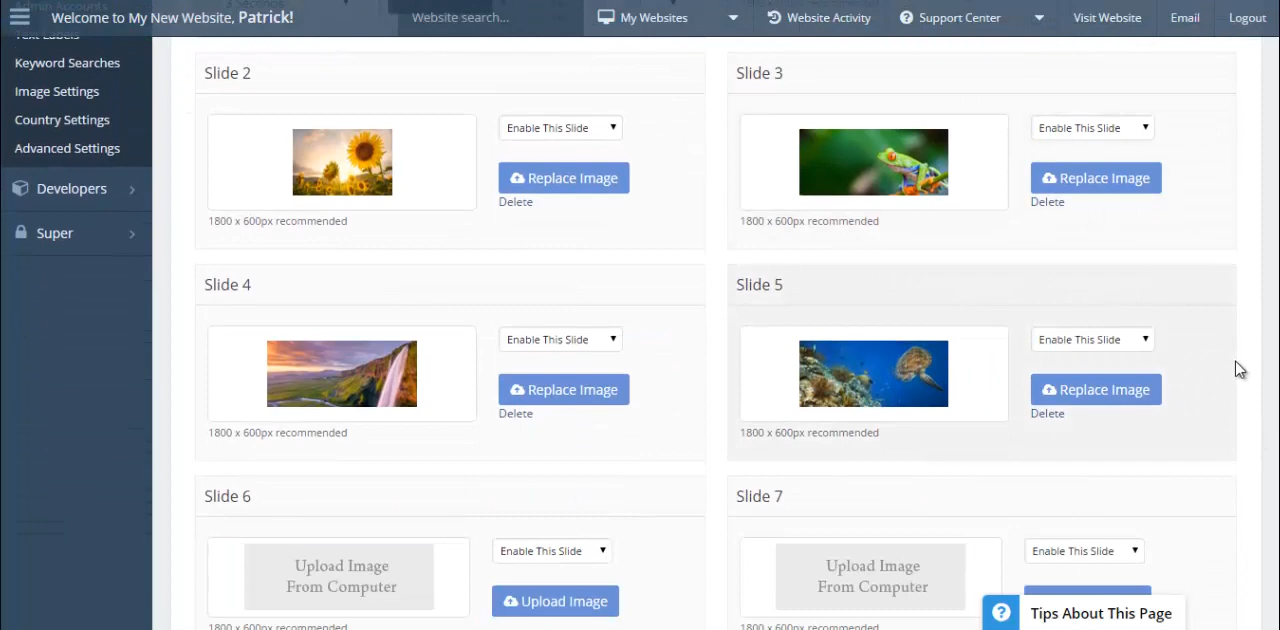 Welcome to My New Website, Patrick!
Website search...
My Websites
Website Activity
Support Center
Visit Website
Email
Logout
Text Labels
Keyword Searches
Image Settings
Country Settings
Advanced Settings
Developers
Super
Slide 2
Enable This Slide
Replace Image
Delete
1800 x 600px recommended
Slide 3
Enable This Slide
Replace Image
Delete
1800 x 600px recommended
Slide 4
Enable This Slide
Replace Image
Delete
1800 x 600px recommended
Slide 5
Enable This Slide
Replace Image
Delete
1800 x 600px recommended
Slide 6
Upload Image
From Computer
Enable This Slide
Upload Image
1800 x 600px recommended
Slide 7
Upload Image
From Computer
Enable This Slide
1800 x 600px recommended
Tips About This Page